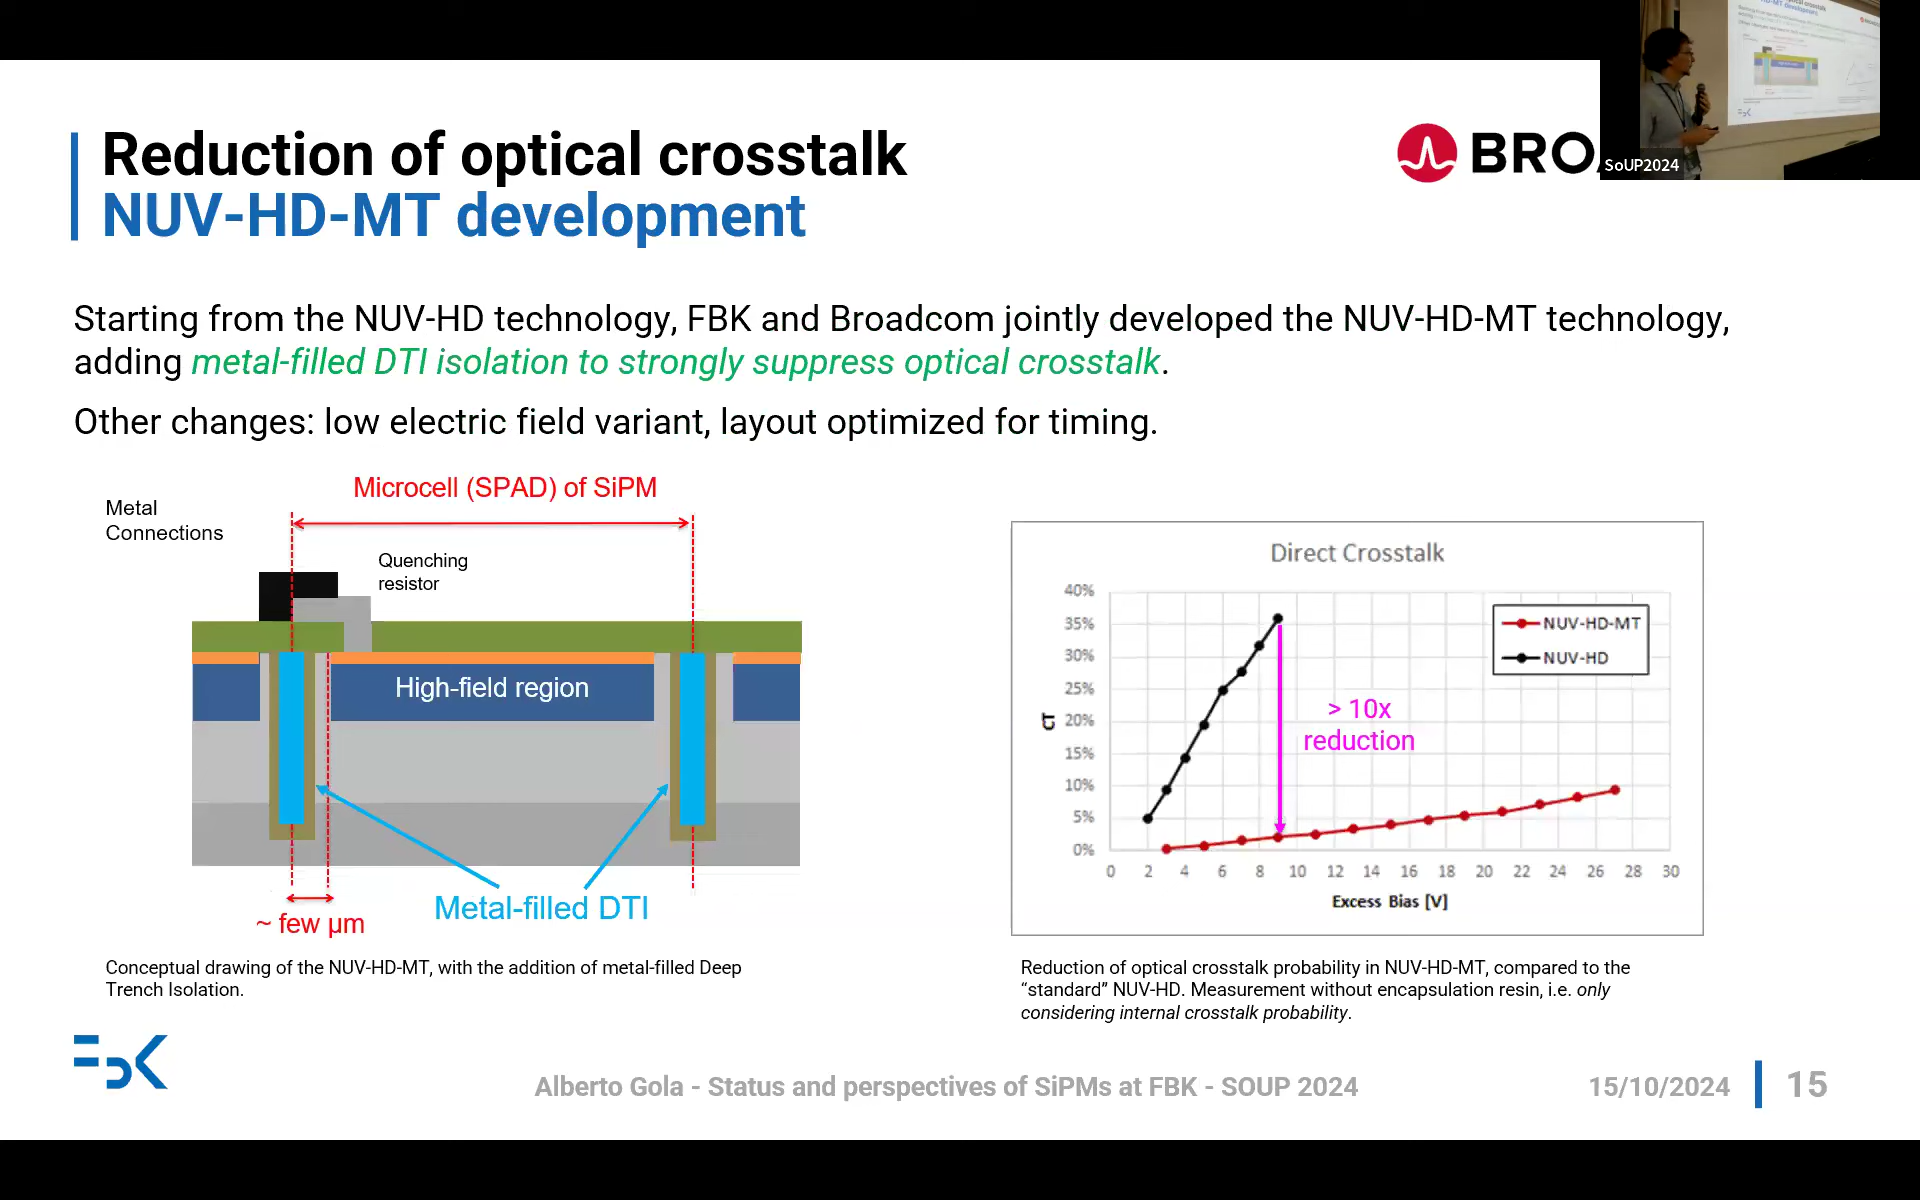 Reduction of optical crosstalk
NUV-HD-MT development
BRO
SoUP2024
Starting from the NUV-HD technology, FBK and Broadcom jointly developed the NUV-HD-MT technology,
adding metal-filled DTI isolation to strongly suppress optical crosstalk.
Other changes: low electric field variant, layout optimized for timing.
Microcell (SPAD) of SiPM
Metal
Connections
Quenching
resistor
High-field region
Metal-filled DTI
~ few µm
Conceptual drawing of the NUV-HD-MT, with the addition of metal-filled Deep
Trench Isolation.
Direct Crosstalk
40%
35%
30%
25%
20%
15%
10%
5%
0%
CT
NUV-HD-MT
NUV-HD
> 10x
reduction
0 2 4 6 8 10 12 14 16 18 20 22 24 26 28 30
Excess Bias [V]
Reduction of optical crosstalk probability in NUV-HD-MT, compared to the
“standard” NUV-HD. Measurement without encapsulation resin, i.e. only
considering internal crosstalk probability.
FBK
Alberto Gola - Status and perspectives of SiPMs at FBK - SOUP 2024
15/10/2024
15